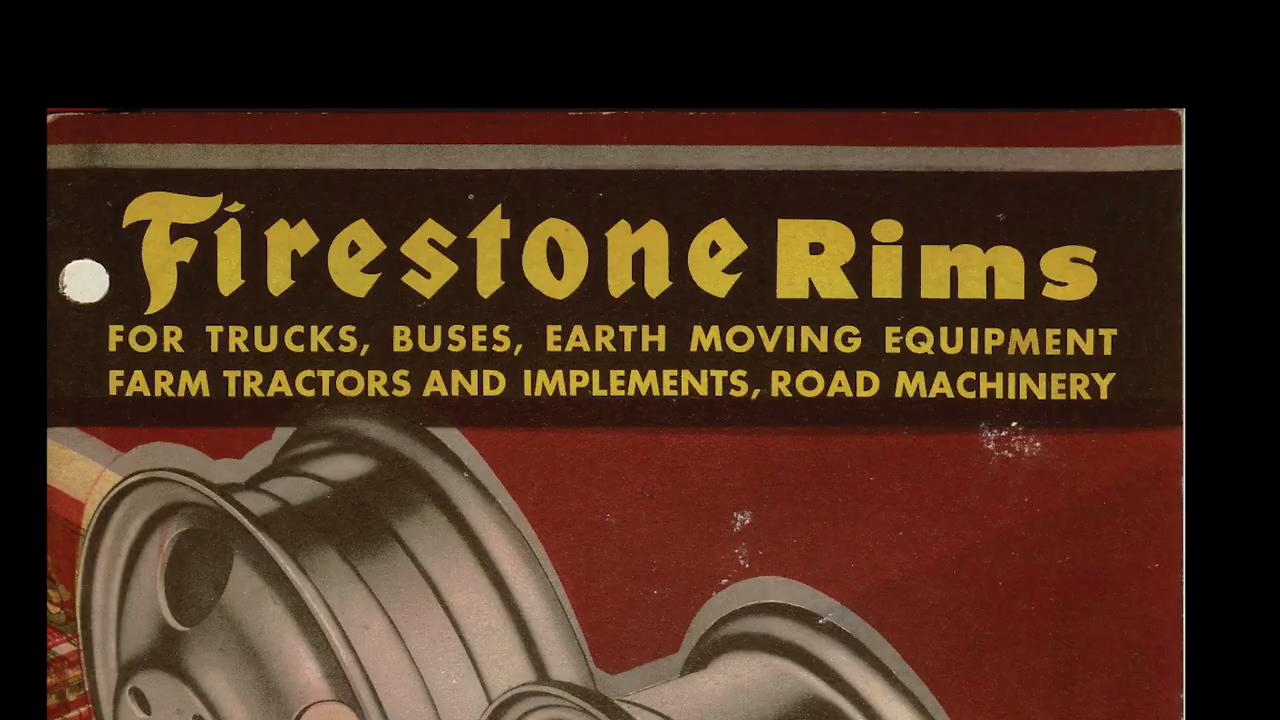 Firestone Rims
FOR TRUCKS, BUSES, EARTH MOVING EQUIPMENT
FARM TRACTORS AND IMPLEMENTS, ROAD MACHINERY